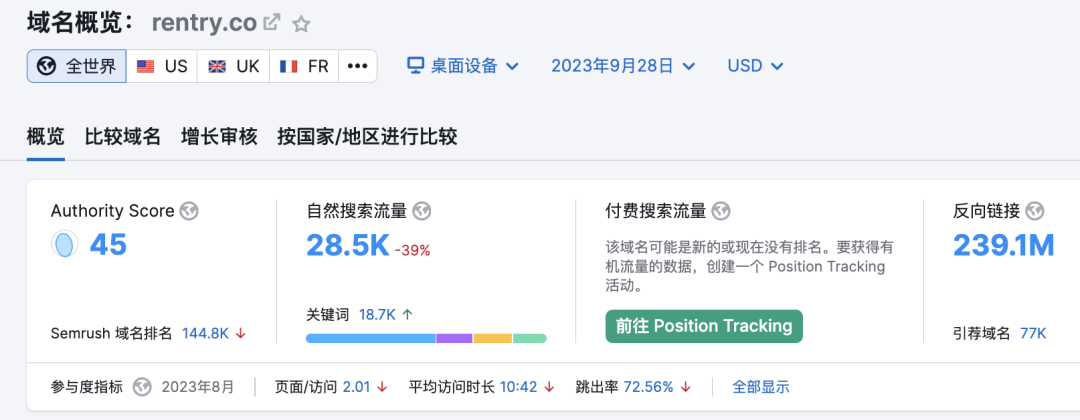 域名概览： rentry.co
全世界 US UK FR ••• 桌面设备 2023年9月28日 USD
概览 比较域名 增长审核 按国家/地区进行比较
Authority Score 自然搜索流量 付费搜索流量 反向链接
45 28.5K -39% 239.1M
该域名可能是新的或现在没有排名。要获得有
机流量的数据，创建一个 Position Tracking
活动。
关键词 18.7K ↑
前往 Position Tracking
Semrush 域名排名 144.8K ↓ 引荐域名 77K
参与度指标 2023年8月 页面/访问 2.01 ↓ 平均访问时长 10:42 ↓ 跳出率 72.56% ↓ 全部显示